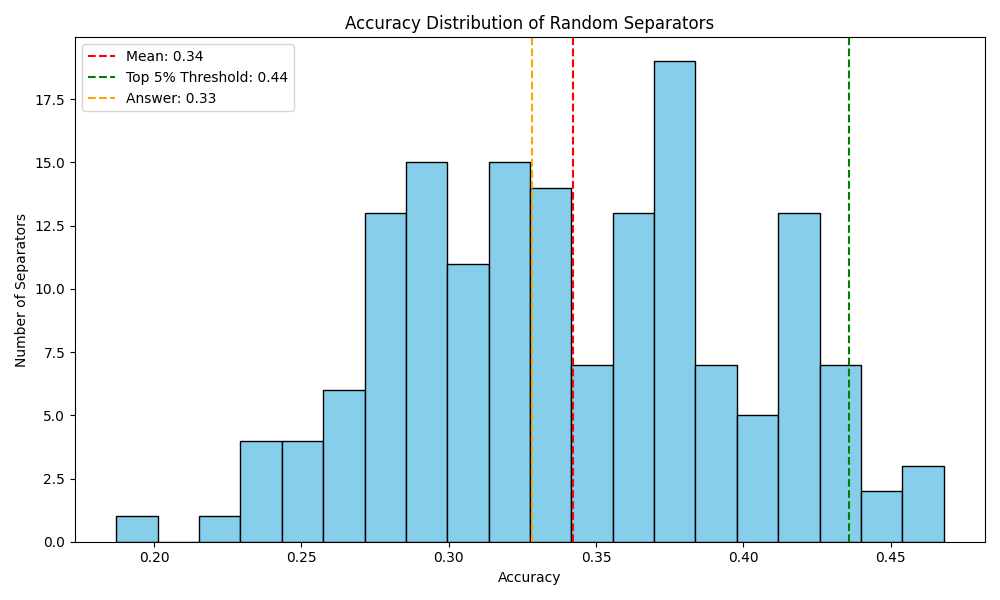 Accuracy Distribution of Random Separators
Mean: 0.34
Top 5% Threshold: 0.44
Answer: 0.33
Number of Separators
17.5
15.0
12.5
10.0
7.5
5.0
2.5
0.0
0.20 0.25 0.30 0.35 0.40 0.45
Accuracy